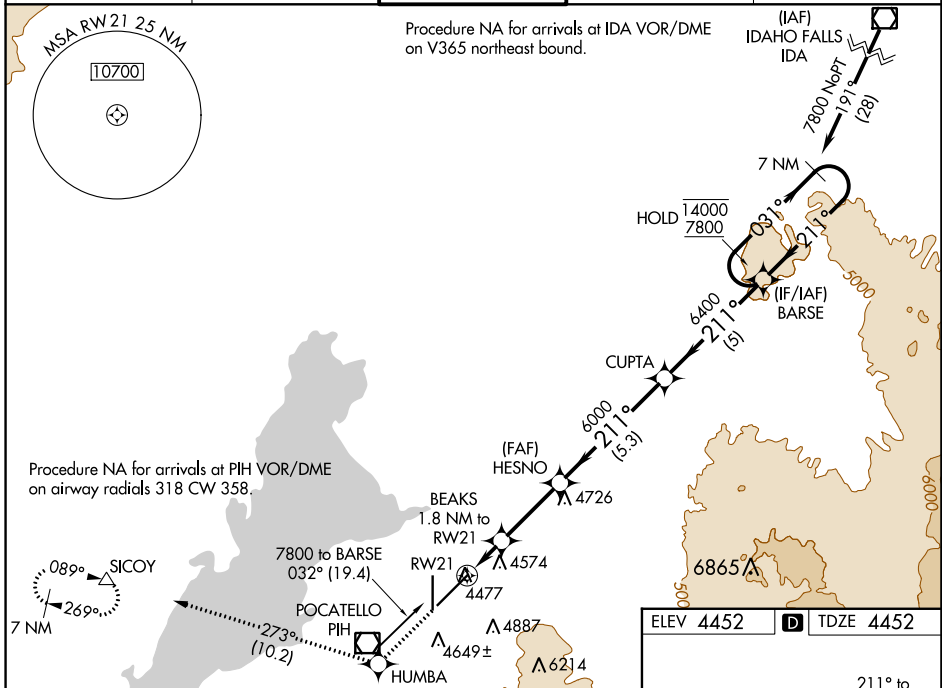 MSA RW 21 25 NM
10700
Procedure NA for arrivals at IDA VOR/DME
on V365 northeast bound.
(IAF)
IDAHO FALLS
IDA
7800 NoPT
191°
(28)
7 NM
HOLD 14000
7800
031°
211°
5000
(IF/IAF)
BARSE
6400
211°
(5)
CUPTA
6000
211°
(5.3)
(FAF)
HESNO
4726
6000
Procedure NA for arrivals at PIH VOR/DME
on airway radials 318 CW 358.
BEAKS
1.8 NM to
RW21
4574
7800 to BARSE
032° (19.4)
RW21
4477
6865
5000
089°
SICOY
269°
7 NM
POCATELLO
PIH
273°
(10.2)
HUMBA
4887
4649±
6214
ELEV 4452
D
TDZE 4452
211° to